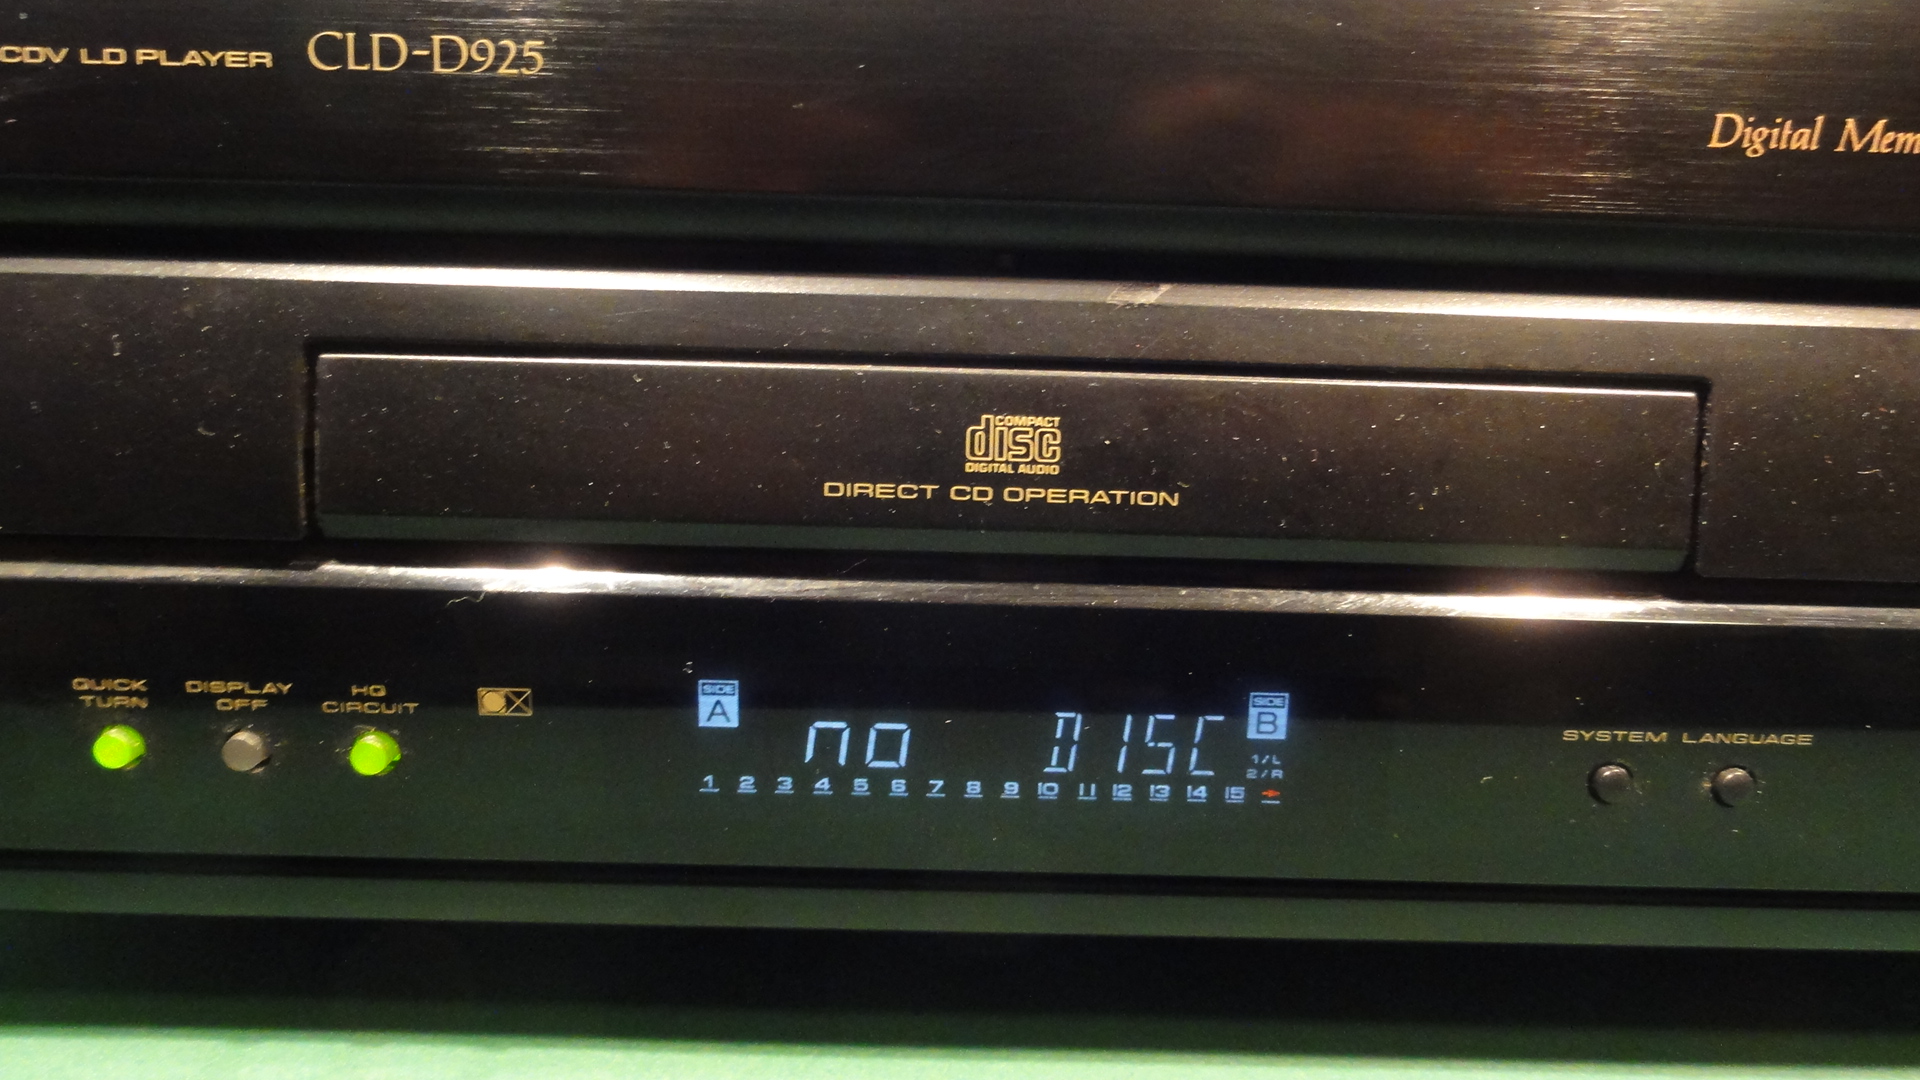 CDV LD PLAYER CLD-D925
Digital Mem
COMPACT
disc
DIGITAL AUDIO
DIRECT CD OPERATION
QUICK TURN
DISPLAY OFF
HQ CIRCUIT
SIDE A
no DISC
SIDE B
1/L
2/R
1 2 3 4 5 6 7 8 9 10 11 12 13 14 15
SYSTEM LANGUAGE